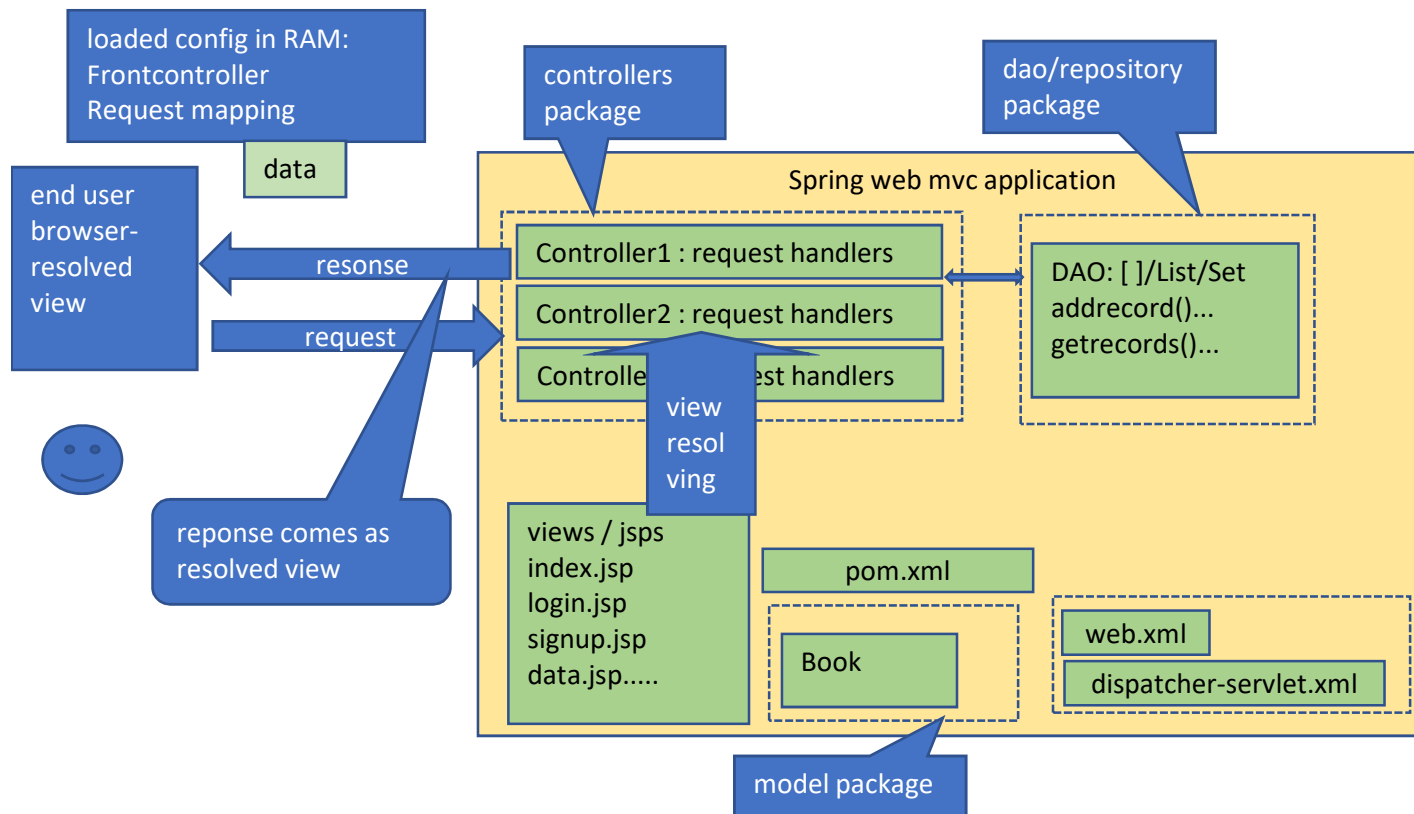 loaded config in RAM:
Frontcontroller
Request mapping
data
controllers
package
dao/repository
package
end user
browser-
resolved
view
Spring web mvc application
Controller1 : request handlers
resonse
Controller2 : request handlers
request
Controlle est handlers
DAO: [ ]/List/Set
addrecord()...
getrecords()...
view
resol
ving
reponse comes as
resolved view
views / jsps
index.jsp
login.jsp
signup.jsp
data.jsp.....
pom.xml
Book
web.xml
dispatcher-servlet.xml
model package